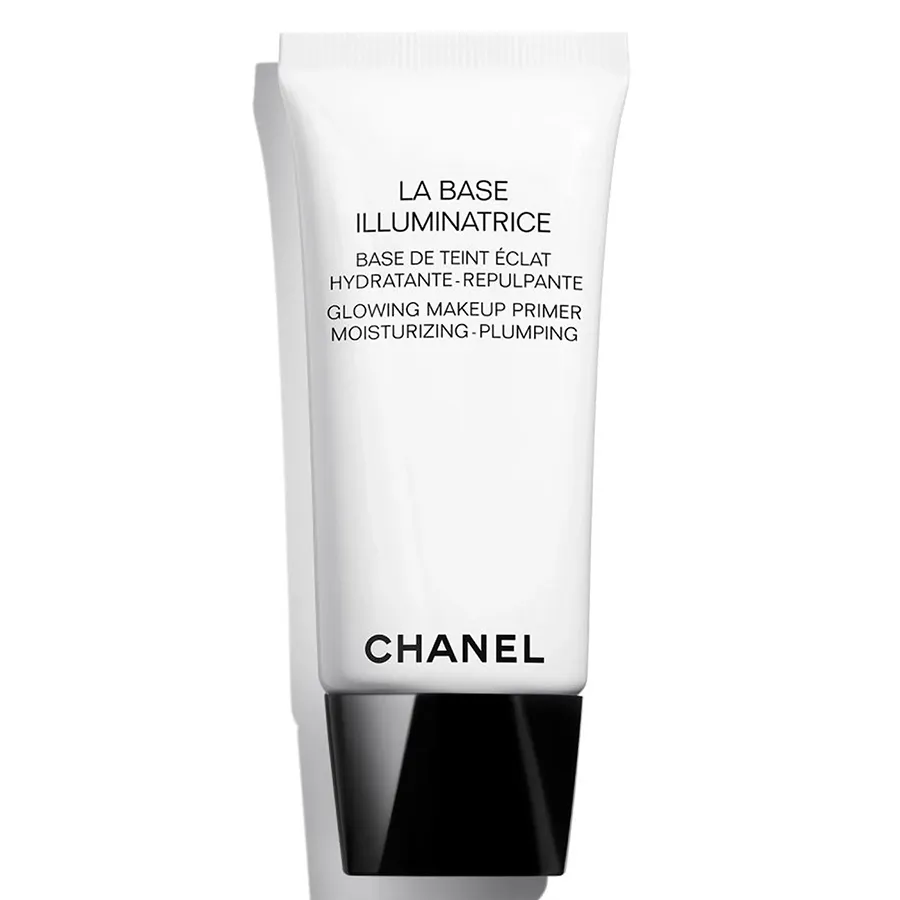 LA BASE
ILLUMINATRICE
BASE DE TEINT ÉCLAT
HYDRATANTE-REPULPANTE
GLOWING MAKEUP PRIMER
MOISTURIZING-PLUMPING
CHANEL